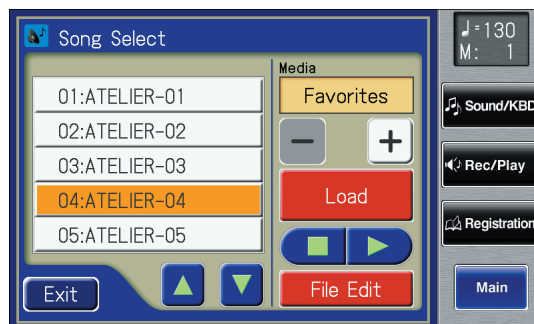 Song Select
♩=130
M: 1
Media
Favorites
01:ATELIER-01
02:ATELIER-02
03:ATELIER-03
04:ATELIER-04
05:ATELIER-05
− +
Load
File Edit
Exit
Sound/KBD
Rec/Play
Registration
Main